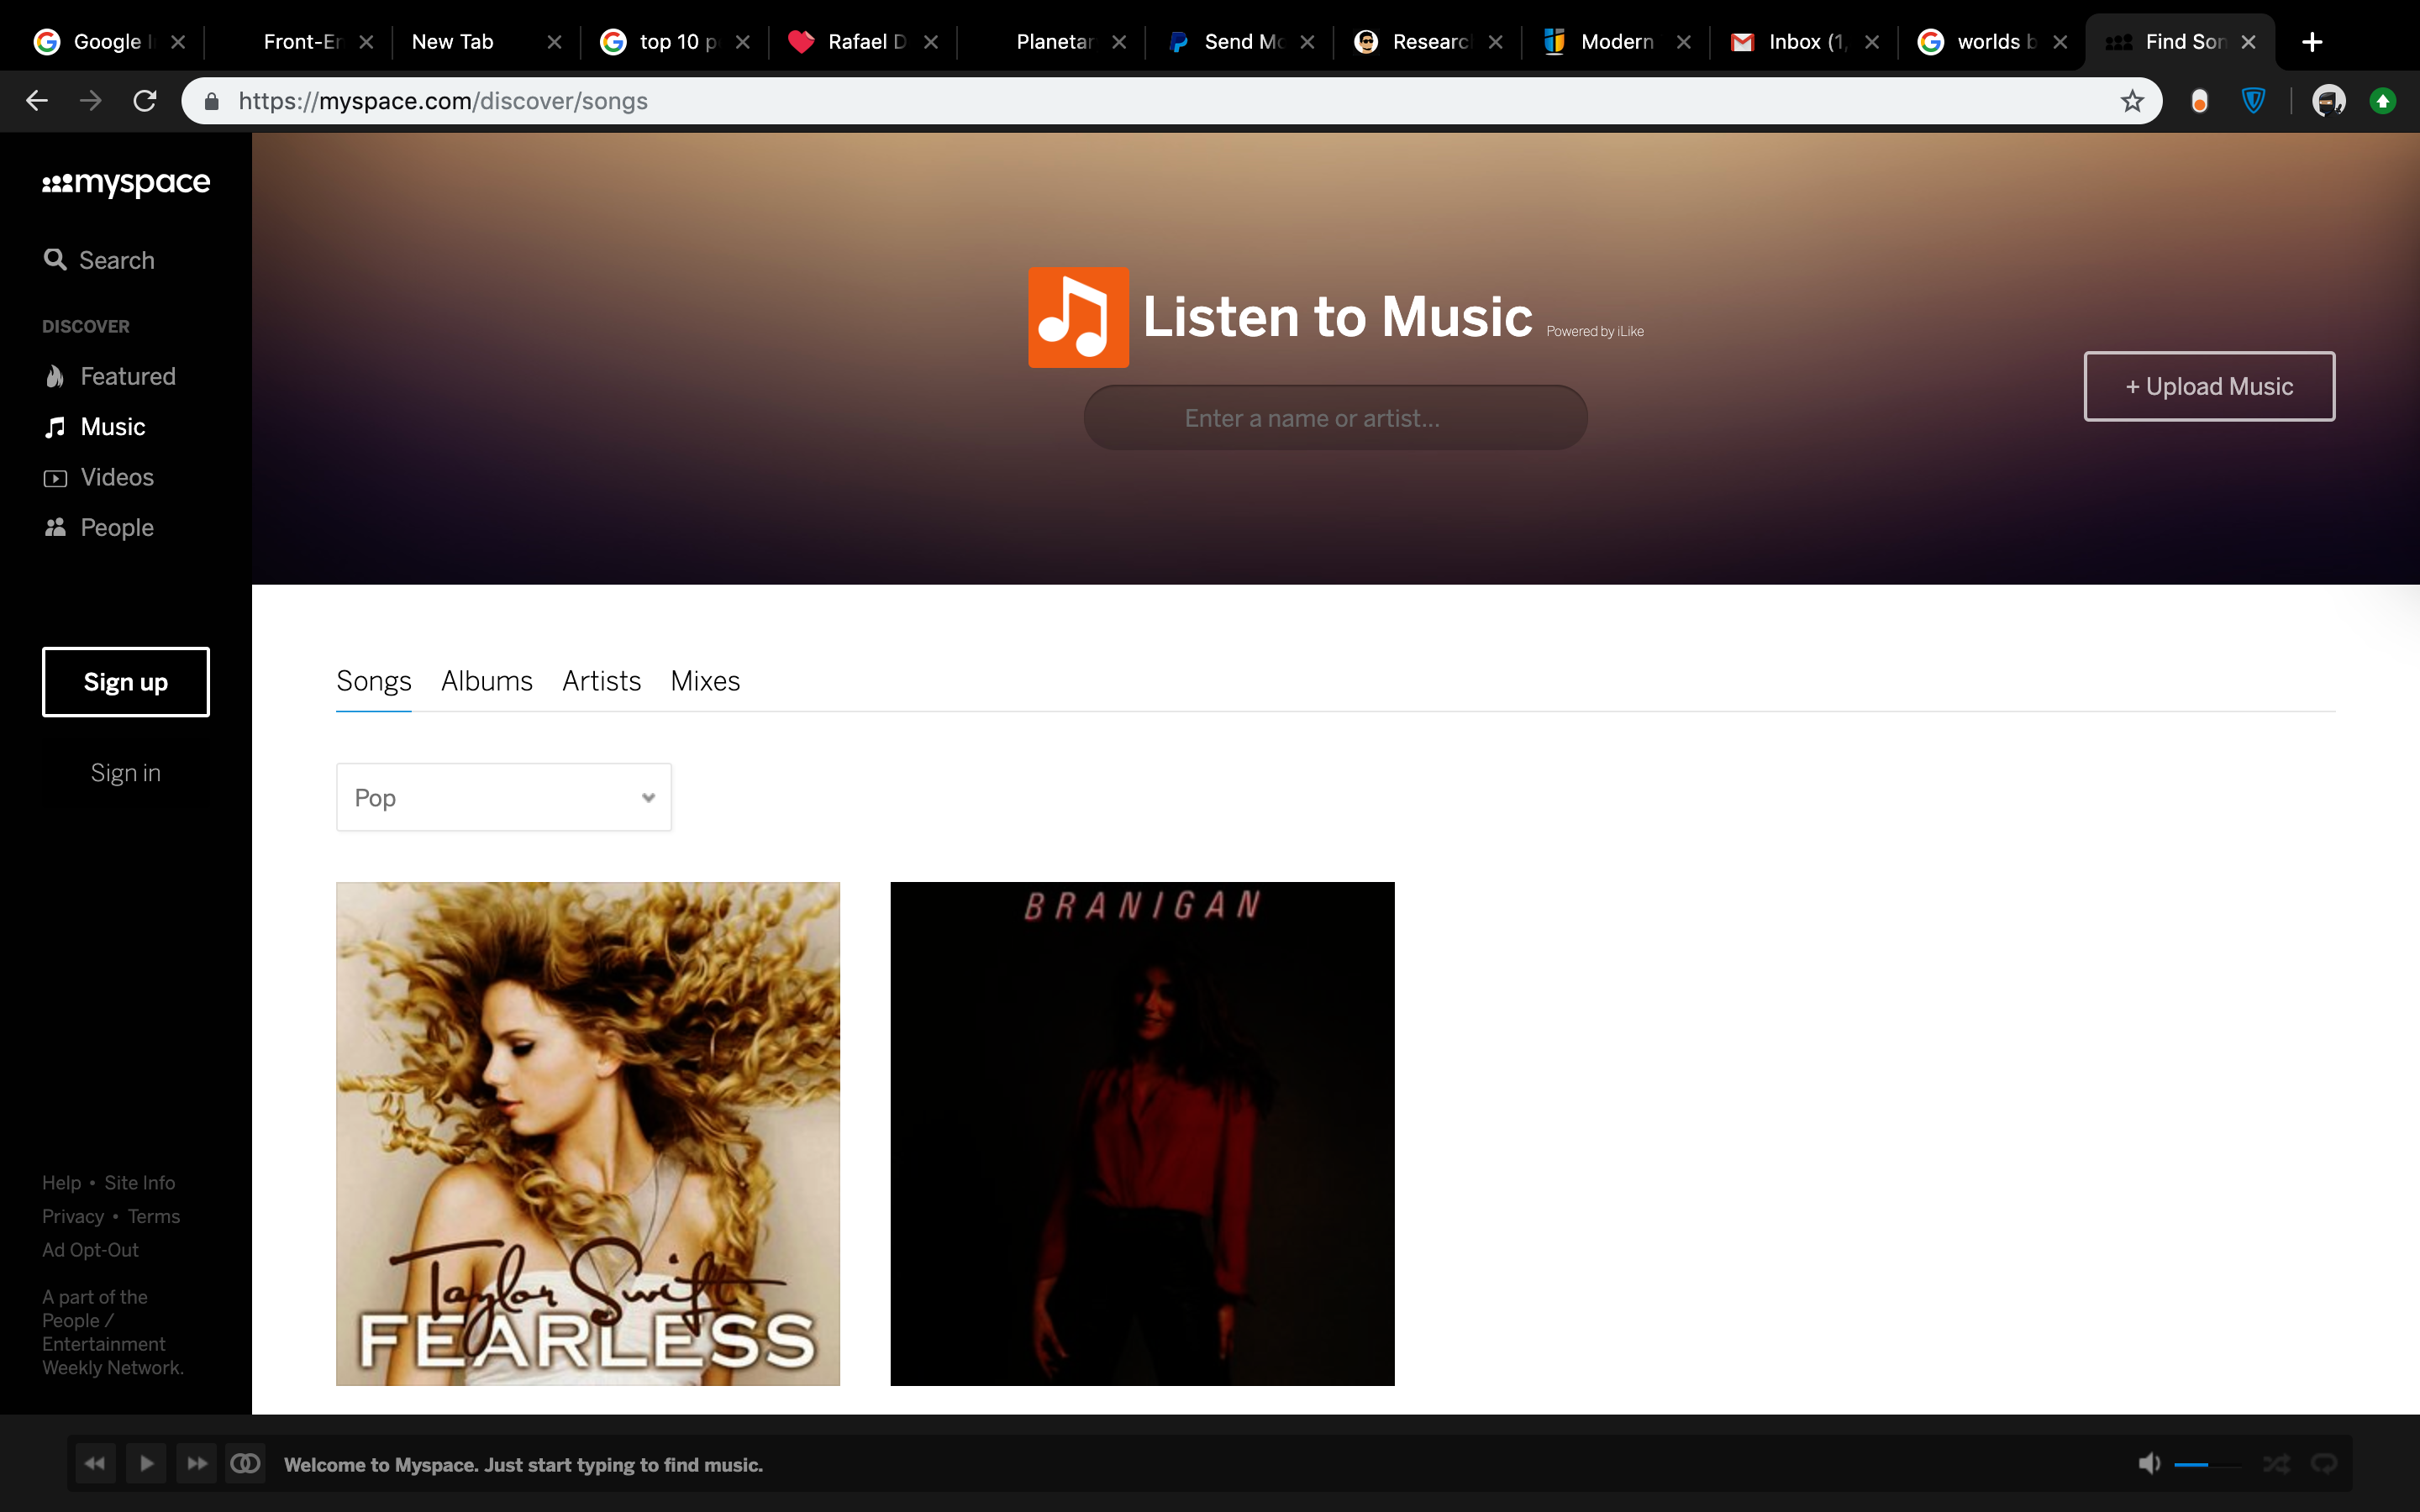 Google
Front-En
New Tab
top 10 p
Rafael D
Planetar
Send Mo
Research
Modern
Inbox (1,
worlds b
Find Son
https://myspace.com/discover/songs
myspace
Search
DISCOVER
Featured
Music
Videos
People
Sign up
Sign in
Help • Site Info
Privacy • Terms
Ad Opt-Out
A part of the
People /
Entertainment
Weekly Network.
Listen to Music Powered by iLike
Enter a name or artist...
+ Upload Music
Songs Albums Artists Mixes
Pop
Taylor Swift
FEARLESS
BRANIGAN
Welcome to Myspace. Just start typing to find music.